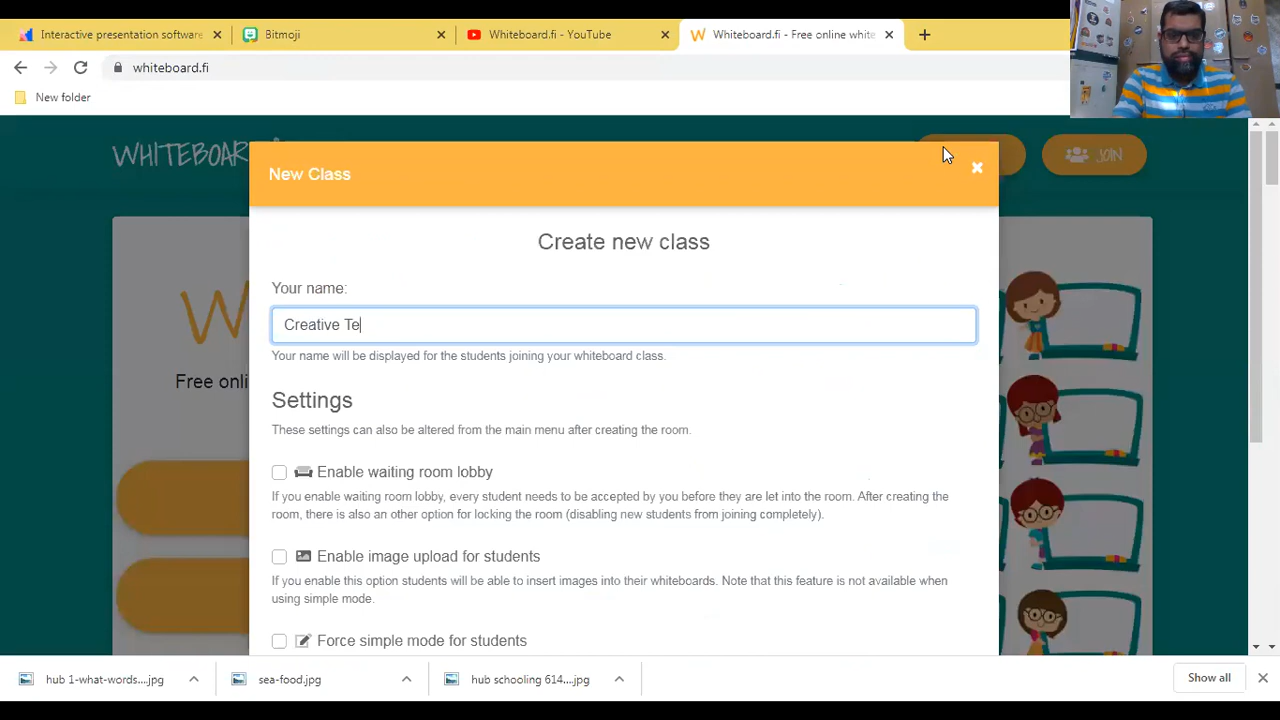 Interactive presentation software
Bitmoji
Whiteboard.fi - YouTube
Whiteboard.fi - Free online white
whiteboard.fi
New folder
WHITEBOAR
JOIN
New Class
Create new class
Your name:
Creative Te
Your name will be displayed for the students joining your whiteboard class.
Free onli
Settings
These settings can also be altered from the main menu after creating the room.
Enable waiting room lobby
If you enable waiting room lobby, every student needs to be accepted by you before they are let into the room. After creating the
room, there is also an other option for locking the room (disabling new students from joining completely).
Enable image upload for students
If you enable this option students will be able to insert images into their whiteboards. Note that this feature is not available when
using simple mode.
Force simple mode for students
hub 1-what-words....jpg
sea-food.jpg
hub schooling 614....jpg
Show all